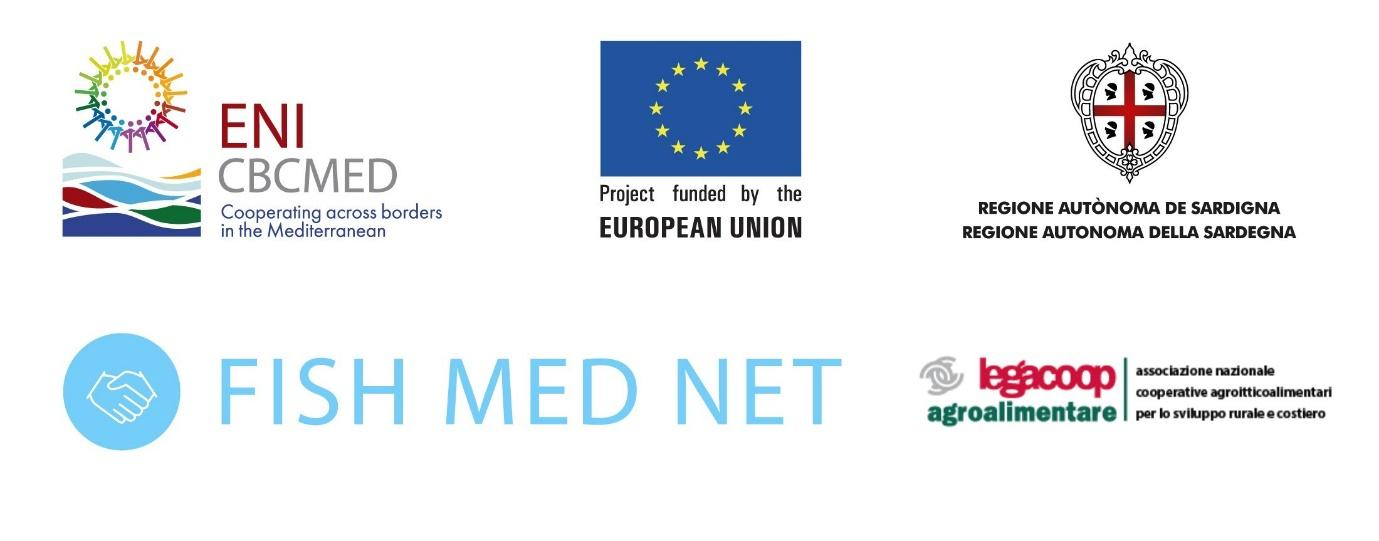 ENI
CBCMED
Cooperating across borders
in the Mediterranean
Project funded by the
EUROPEAN UNION
REGIONE AUTÒNOMA DE SARDIGNA
REGIONE AUTONOMA DELLA SARDEGNA
FISH MED NET
legacoop
agroalimentare
associazione nazionale
cooperative agroitticoalimentari
per lo sviluppo rurale e costiero